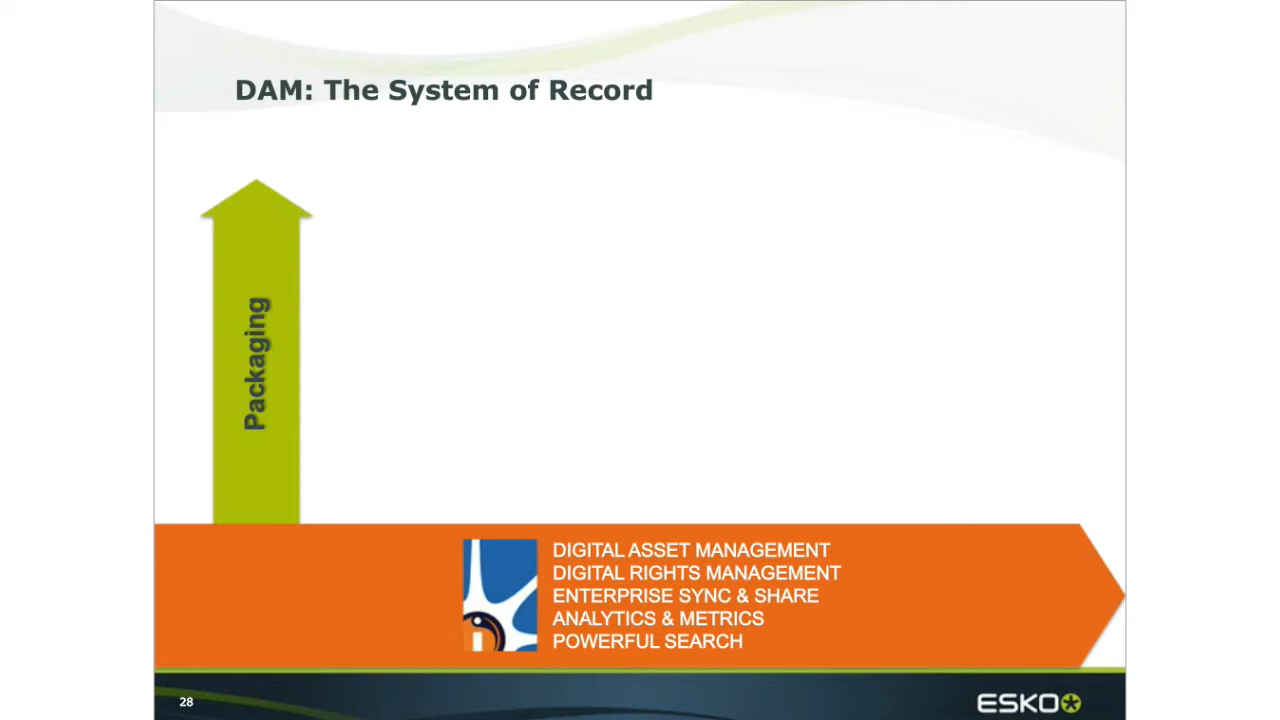 DAM: The System of Record
Packaging
DIGITAL ASSET MANAGEMENT
DIGITAL RIGHTS MANAGEMENT
ENTERPRISE SYNC & SHARE
ANALYTICS & METRICS
POWERFUL SEARCH
28
ESKO